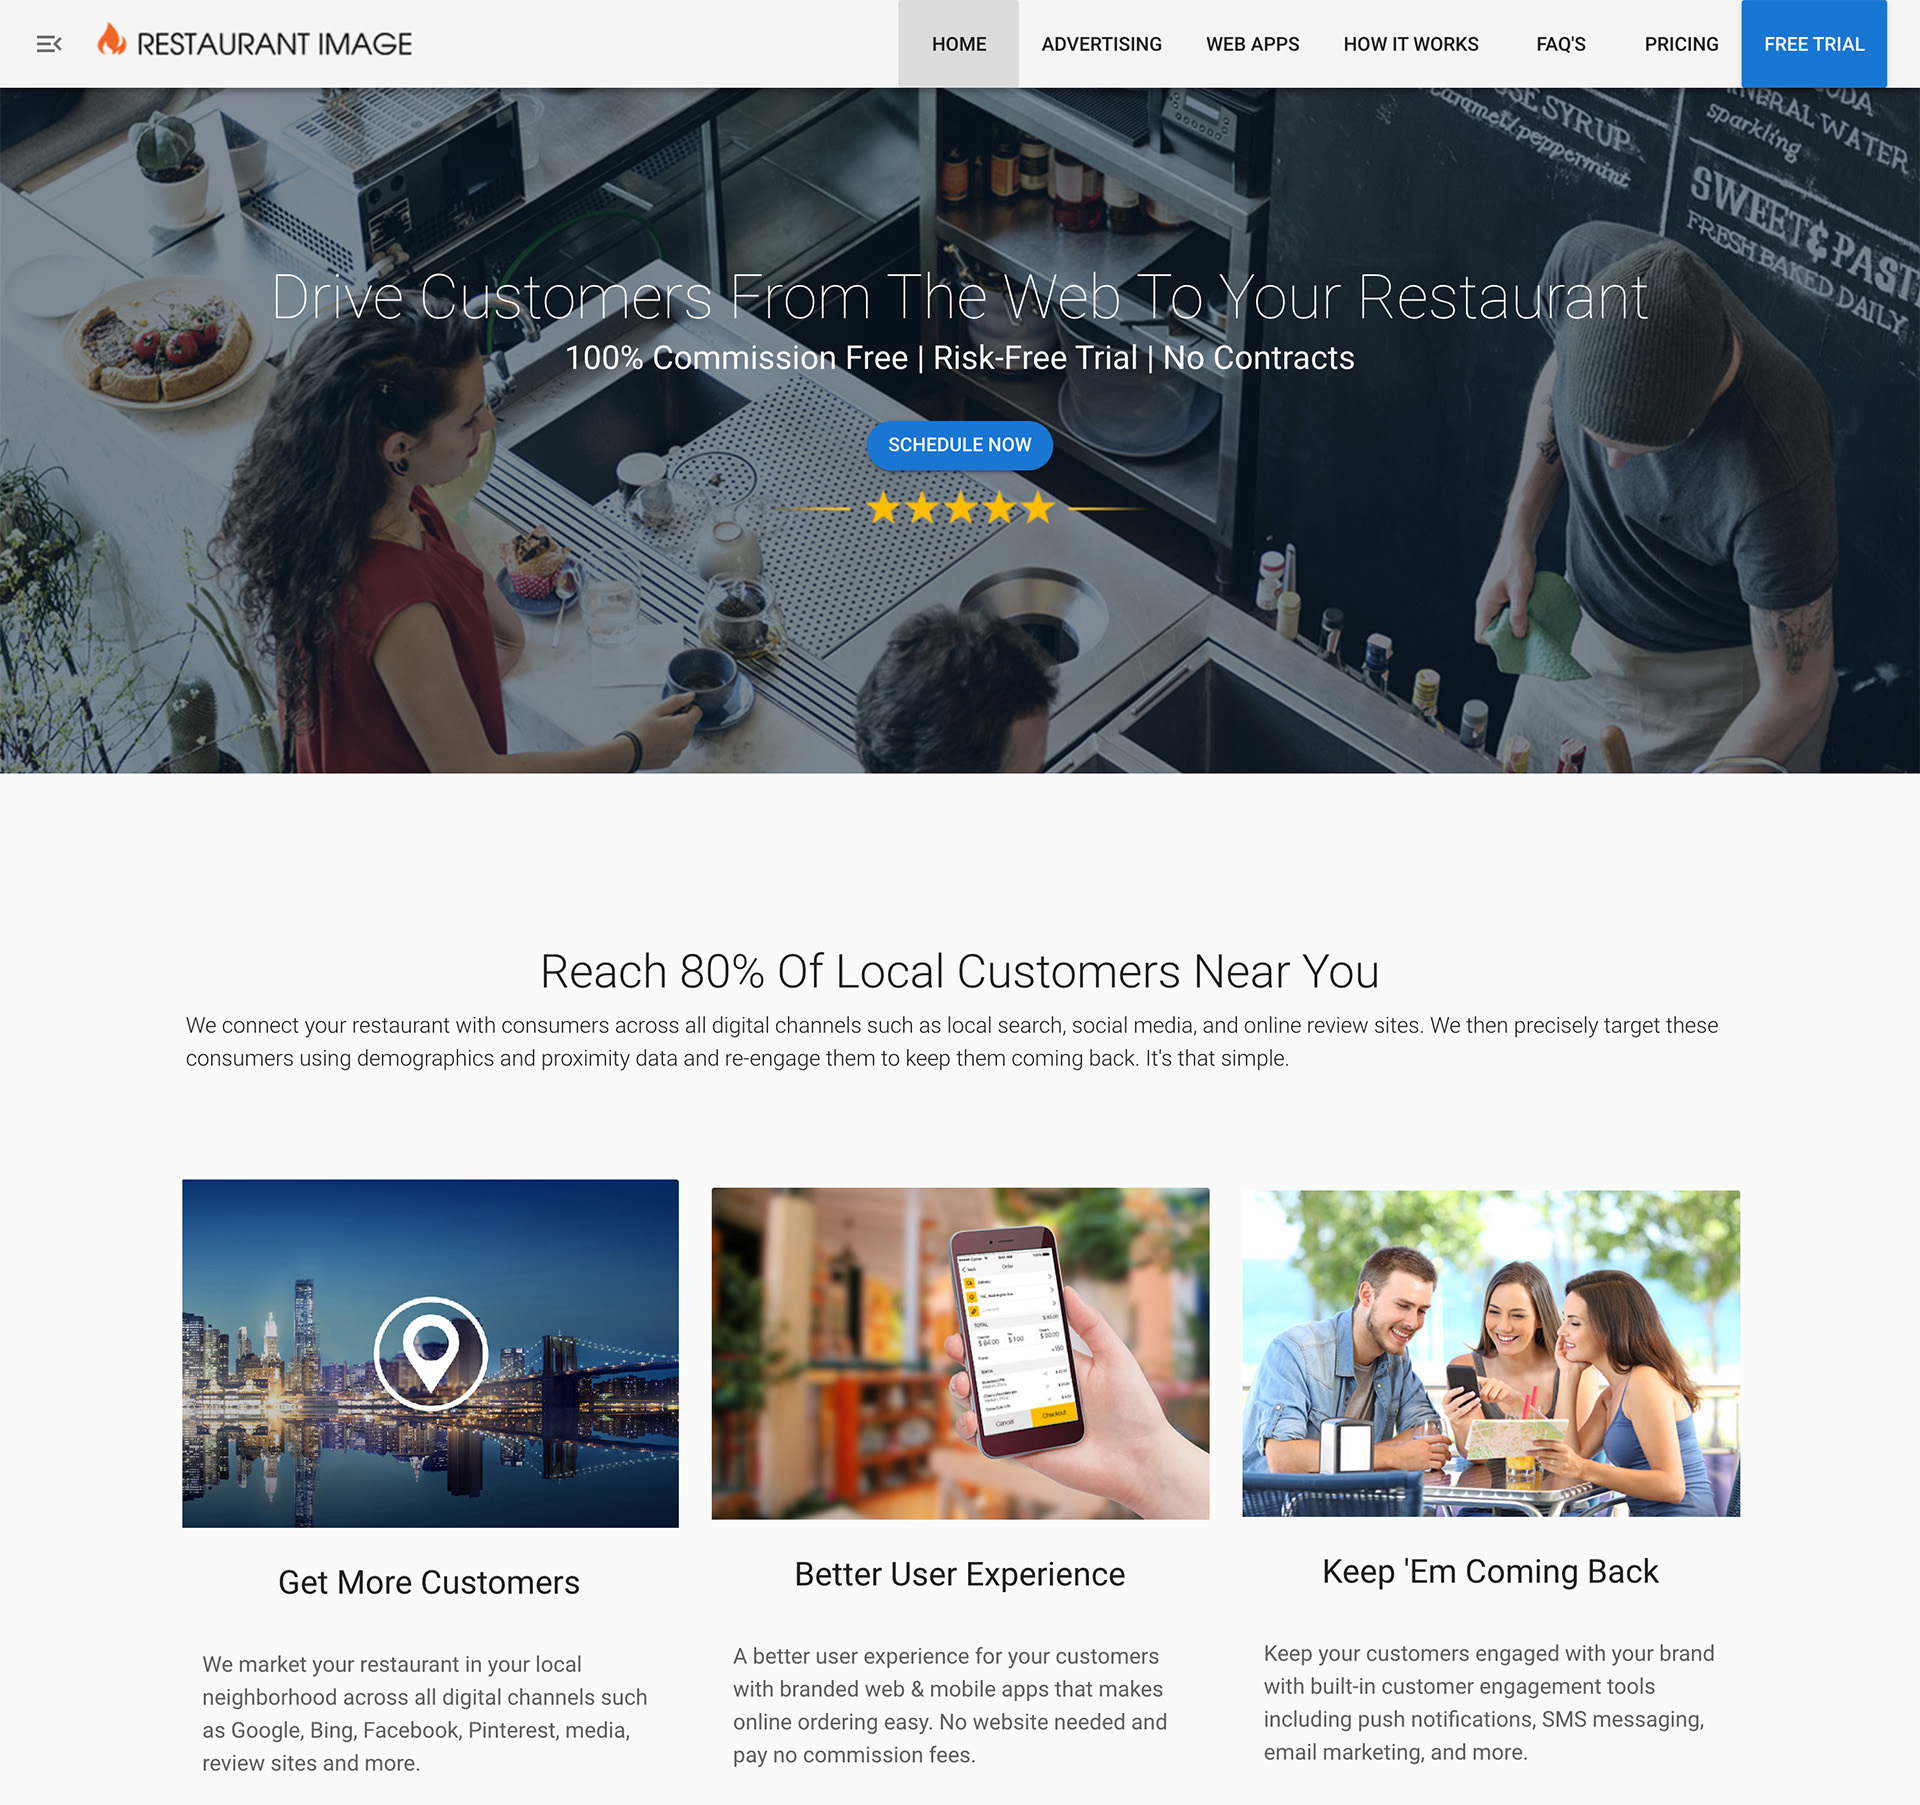 RESTAURANT IMAGE
HOME
ADVERTISING
WEB APPS
HOW IT WORKS
FAQ'S
PRICING
FREE TRIAL
SE SYRUP
caramel/peppermint
MINERAL WATER
sparkling
SWEET & PAST
FRESH BAKED DAILY
Drive Customers From The Web To Your Restaurant
100% Commission Free | Risk-Free Trial | No Contracts
SCHEDULE NOW
Reach 80% Of Local Customers Near You
We connect your restaurant with consumers across all digital channels such as local search, social media, and online review sites. We then precisely target these
consumers using demographics and proximity data and re-engage them to keep them coming back. It's that simple.
Order
Delivery
TOTAL
Cancel
Checkout
Get More Customers
We market your restaurant in your local
neighborhood across all digital channels such
as Google, Bing, Facebook, Pinterest, media,
review sites and more.
Better User Experience
A better user experience for your customers
with branded web & mobile apps that makes
online ordering easy. No website needed and
pay no commission fees.
Keep 'Em Coming Back
Keep your customers engaged with your brand
with built-in customer engagement tools
including push notifications, SMS messaging,
email marketing, and more.